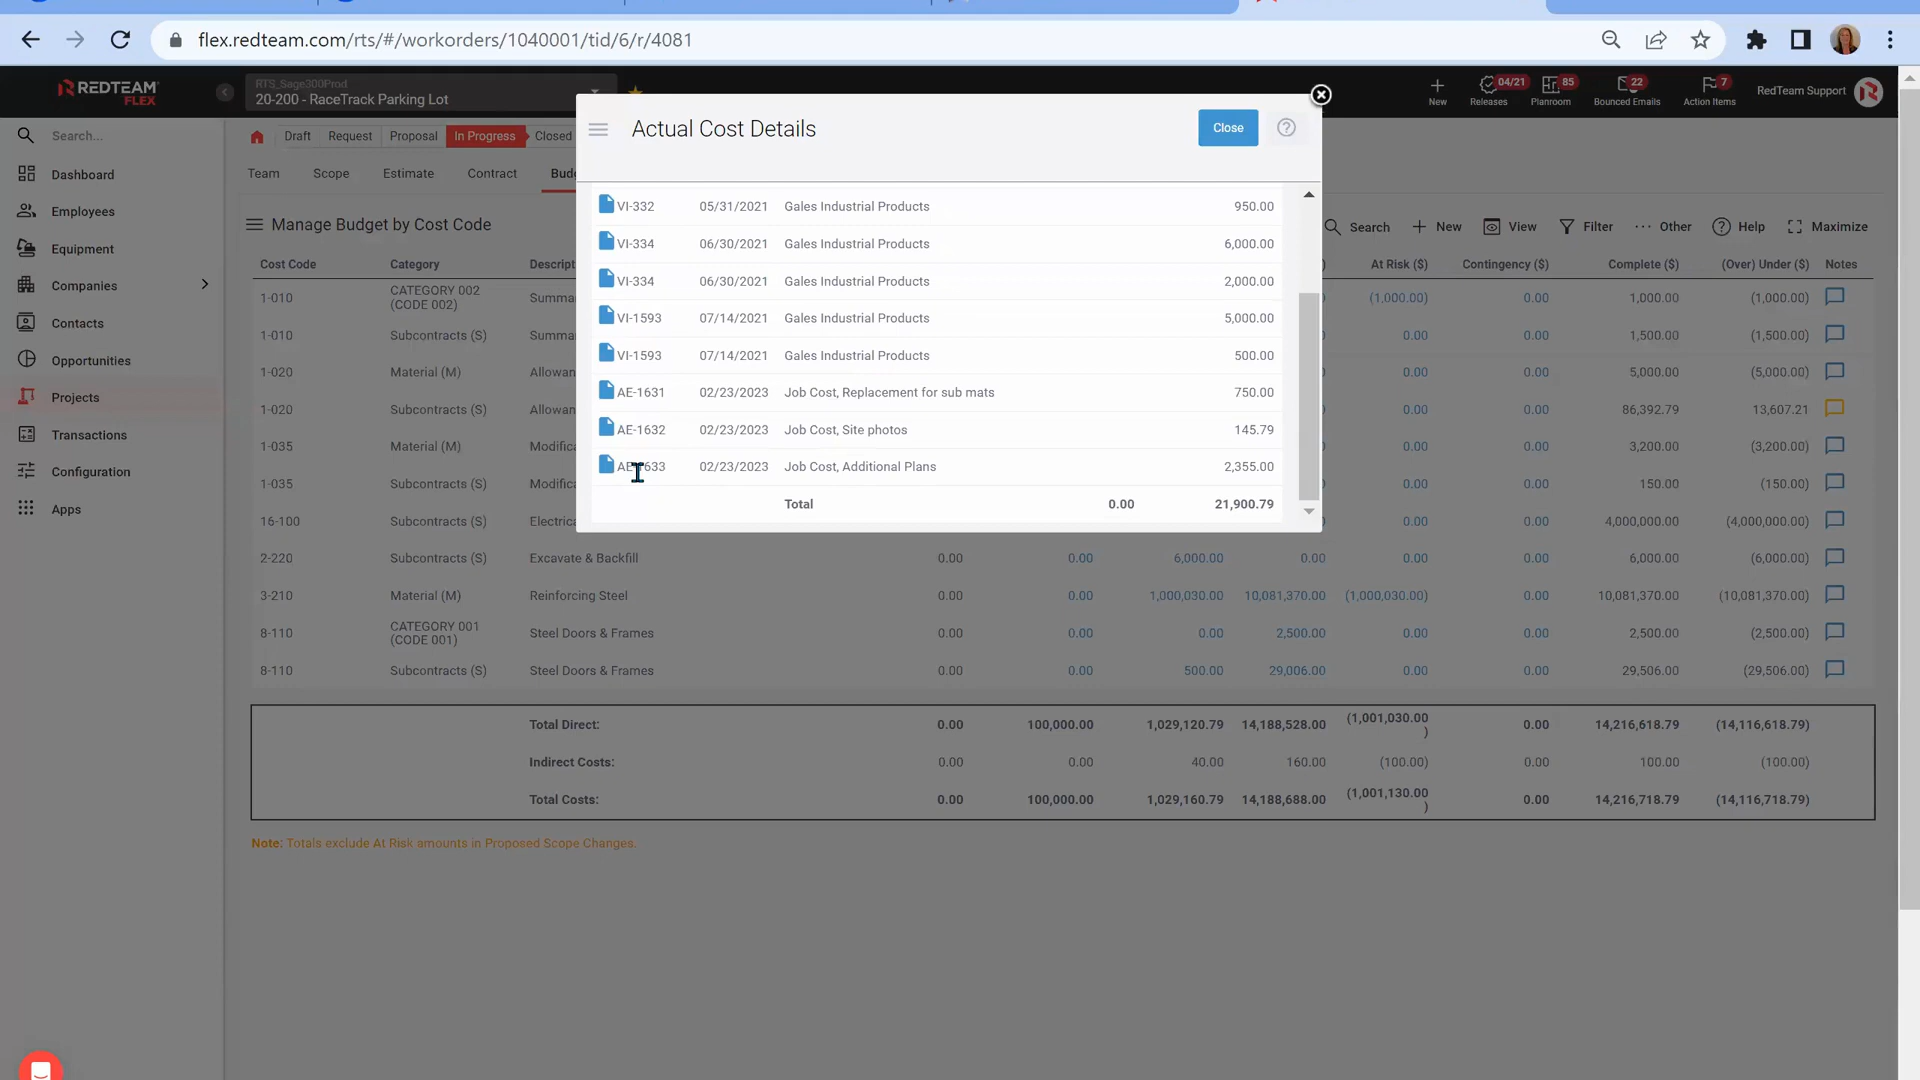 flex.redteam.com/rts/#/workorders/1040001/tid/6/r/4081
REDTEAM FLEX
RTS_Sage300Prod
20-200 - RaceTrack Parking Lot
New
04/21
Releases
85
Planroom
22
Bounced Emails
7
Action Items
RedTeam Support
Search...
Dashboard
Employees
Equipment
Companies
Contacts
Opportunities
Projects
Transactions
Configuration
Apps
Draft Request Proposal In Progress Closed
Team Scope Estimate Contract
Manage Budget by Cost Code
Search New View Filter Other Help Maximize
Actual Cost Details
Close
VI-332 05/31/2021 Gales Industrial Products 950.00
VI-334 06/30/2021 Gales Industrial Products 6,000.00
VI-334 06/30/2021 Gales Industrial Products 2,000.00
VI-1593 07/14/2021 Gales Industrial Products 5,000.00
VI-1593 07/14/2021 Gales Industrial Products 500.00
AE-1631 02/23/2023 Job Cost, Replacement for sub mats 750.00
AE-1632 02/23/2023 Job Cost, Site photos 145.79
02/23/2023 Job Cost, Additional Plans 2,355.00
Total 0.00 21,900.79
Cost Code Category At Risk ($) Contingency ($) Complete ($) (Over) Under ($) Notes
1-010 CATEGORY 002 (CODE 002) (1,000.00) 0.00 1,000.00 (1,000.00)
1-010 Subcontracts (S) 0.00 0.00 1,500.00 (1,500.00)
1-020 Material (M) 0.00 0.00 5,000.00 (5,000.00)
1-020 Subcontracts (S) 0.00 0.00 86,392.79 13,607.21
1-035 Material (M) 0.00 0.00 3,200.00 (3,200.00)
1-035 Subcontracts (S) 0.00 0.00 150.00 (150.00)
16-100 Subcontracts (S) 0.00 0.00 4,000,000.00 (4,000,000.00)
2-220 Subcontracts (S) Excavate & Backfill 0.00 0.00 6,000.00 0.00 0.00 0.00 6,000.00 (6,000.00)
3-210 Material (M) Reinforcing Steel 0.00 0.00 1,000,030.00 10,081,370.00 (1,000,030.00) 0.00 10,081,370.00 (10,081,370.00)
8-110 CATEGORY 001 (CODE 001) Steel Doors & Frames 0.00 0.00 0.00 2,500.00 0.00 0.00 2,500.00 (2,500.00)
8-110 Subcontracts (S) Steel Doors & Frames 0.00 0.00 500.00 29,006.00 0.00 0.00 29,506.00 (29,506.00)
Total Direct: 0.00 100,000.00 1,029,120.79 14,188,528.00 (1,001,030.00) 0.00 14,216,618.79 (14,116,618.79)
Indirect Costs: 0.00 0.00 40.00 160.00 (100.00) 0.00 100.00 (100.00)
Total Costs: 0.00 100,000.00 1,029,160.79 14,188,688.00 (1,001,130.00) 0.00 14,216,718.79 (14,116,718.79)
Note: Totals exclude At Risk amounts in Proposed Scope Changes.